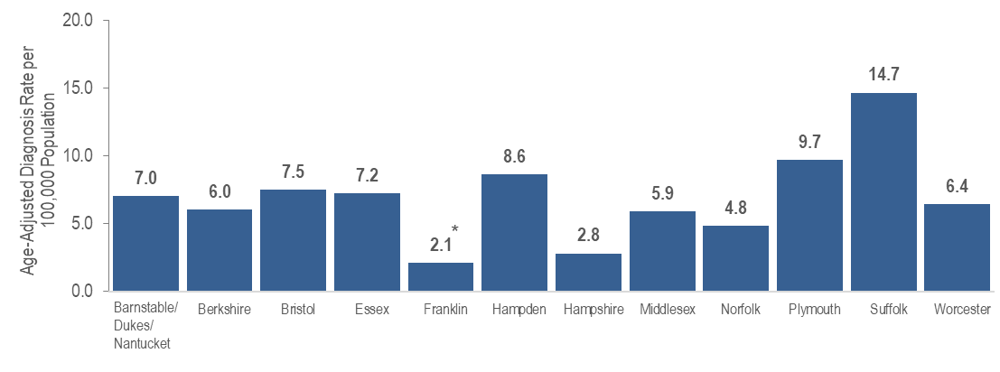 Age-Adjusted Diagnosis Rate per
100,000 Population
20.0
15.0
10.0
5.0
0.0
7.0
6.0
7.5
7.2
2.1*
8.6
2.8
5.9
4.8
9.7
14.7
6.4
Barnstable/
Dukes/
Nantucket
Berkshire
Bristol
Essex
Franklin
Hampden
Hampshire
Middlesex
Norfolk
Plymouth
Suffolk
Worcester